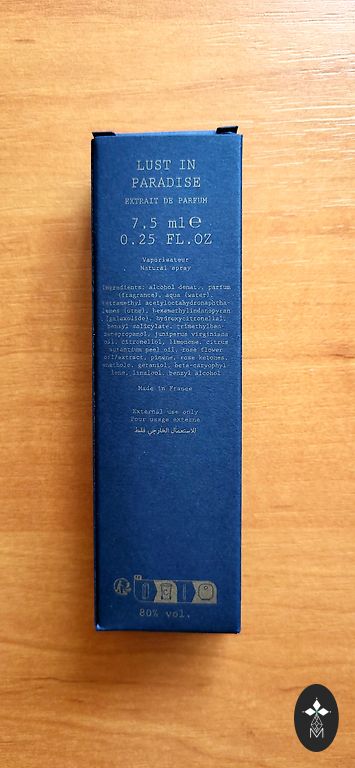 LUST IN
PARADISE
EXTRAIT DE PARFUM
7,5 ml℮
0.25 FL.OZ
Vaporisateur
Natural spray
Ingredients: alcohol denat., parfum
(fragrance), aqua (water),
tetramethyl acetyloctahydronaphtha-
lenes (otne), hexamethylindanopyran
(galaxolide), hydroxycitronellal,
benzyl salicylate, trimethylben-
zenepropanol, juniperus virginiana
oil, citronellol, limonene, citrus
aurantium peel oil, rose flower
oil/extract, pinene, rose ketones,
anethole, geraniol, beta-caryophyl-
lene, linalool, benzyl alcohol
Made in France
External use only
Pour usage externe
للاستعمال الخارجي فقط
80% vol.
M